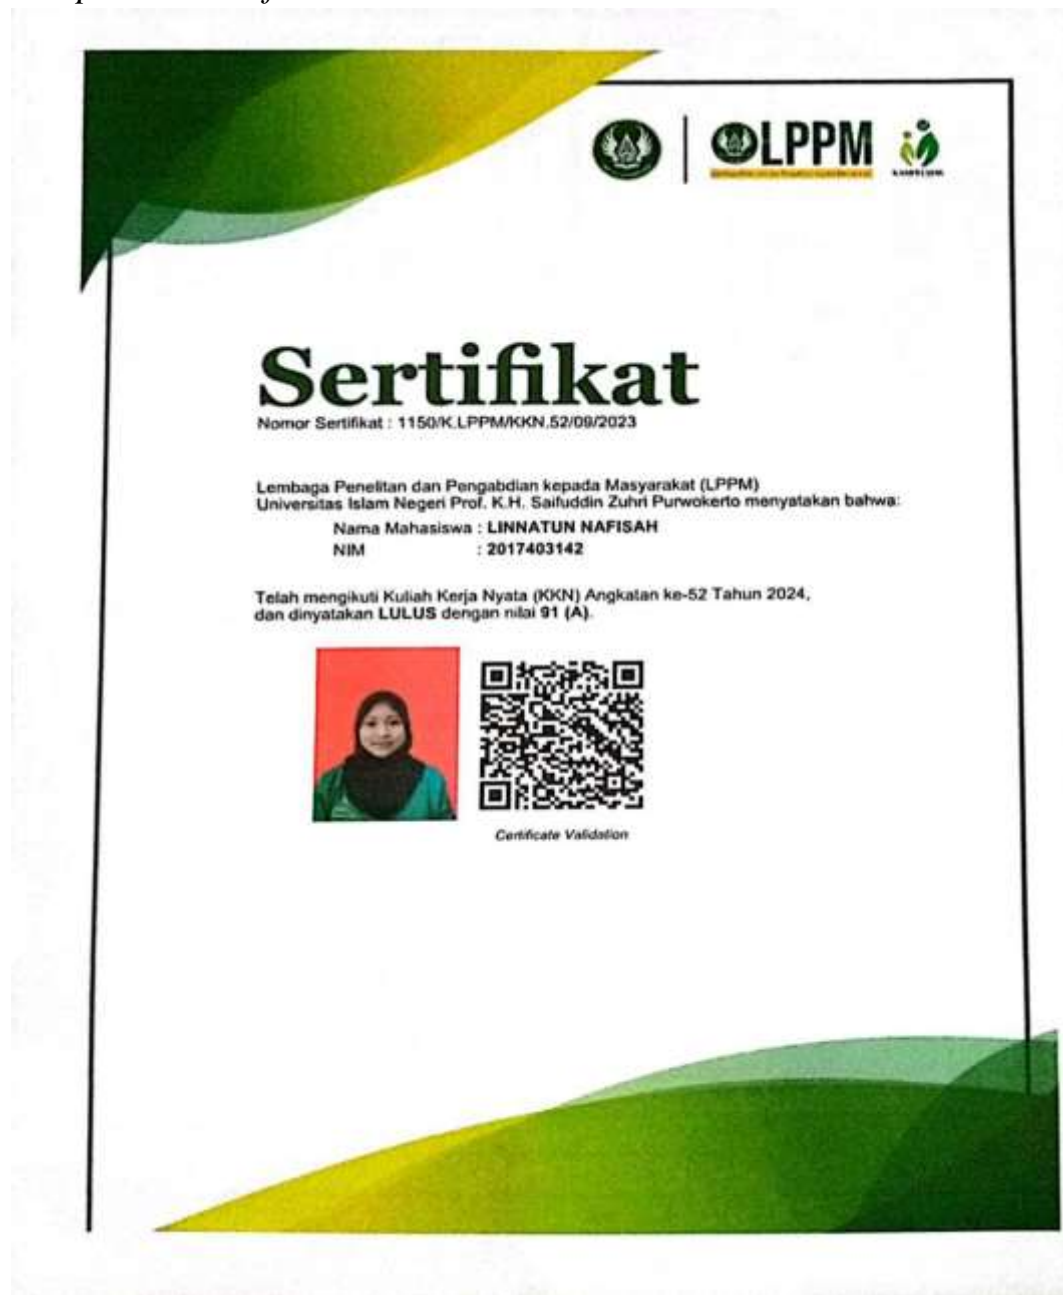 LPPM
Sertifikat
Nomor Sertifikat : 1150/K.LPPM/KKN.52/09/2023
Lembaga Penelitan dan Pengabdian kepada Masyarakat (LPPM)
Universitas Islam Negeri Prof. K.H. Saifuddin Zuhri Purwokerto menyatakan bahwa:
Nama Mahasiswa : LINNATUN NAFISAH
NIM : 2017403142
Telah mengikuti Kuliah Kerja Nyata (KKN) Angkatan ke-52 Tahun 2024,
dan dinyatakan LULUS dengan nilai 91 (A).
Certificate Validation